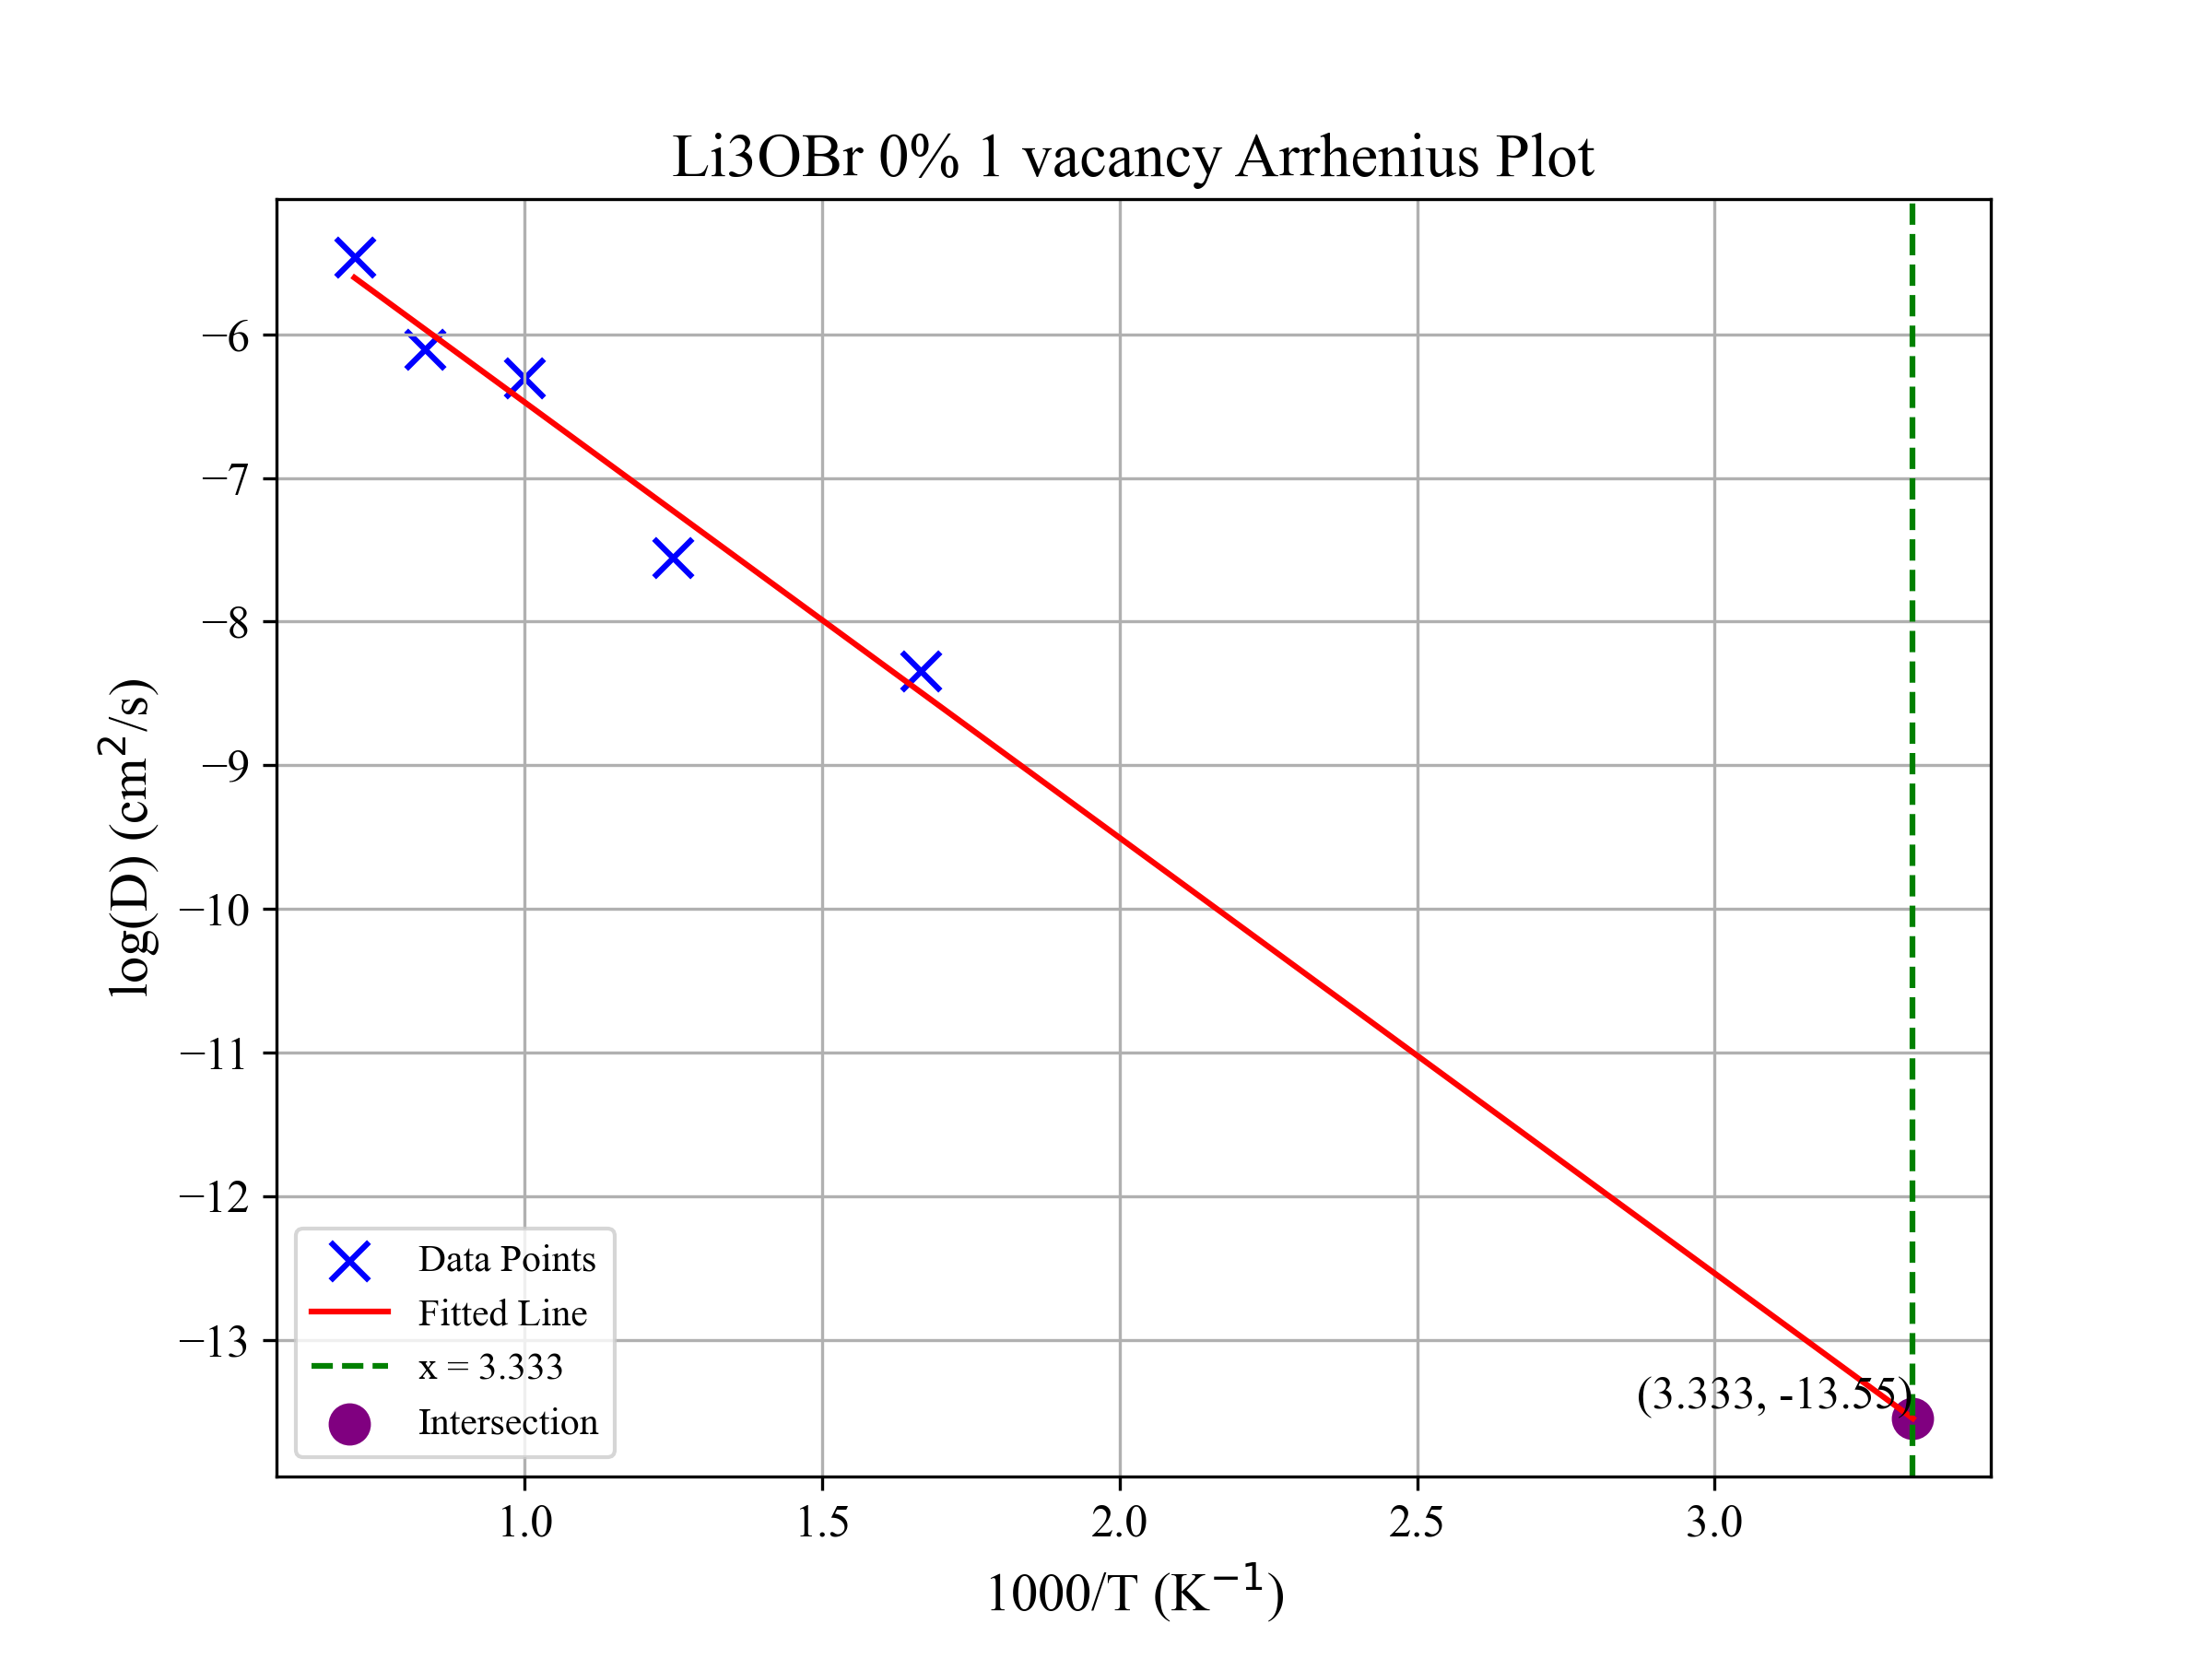 Li3OBr 0% 1 vacancy Arrhenius Plot
log(D) (cm²/s)
−6
−7
−8
−9
−10
−11
−12
−13
Data Points
Fitted Line
x = 3.333
Intersection
(3.333, -13.55)
1.0 1.5 2.0 2.5 3.0
1000/T (K⁻¹)